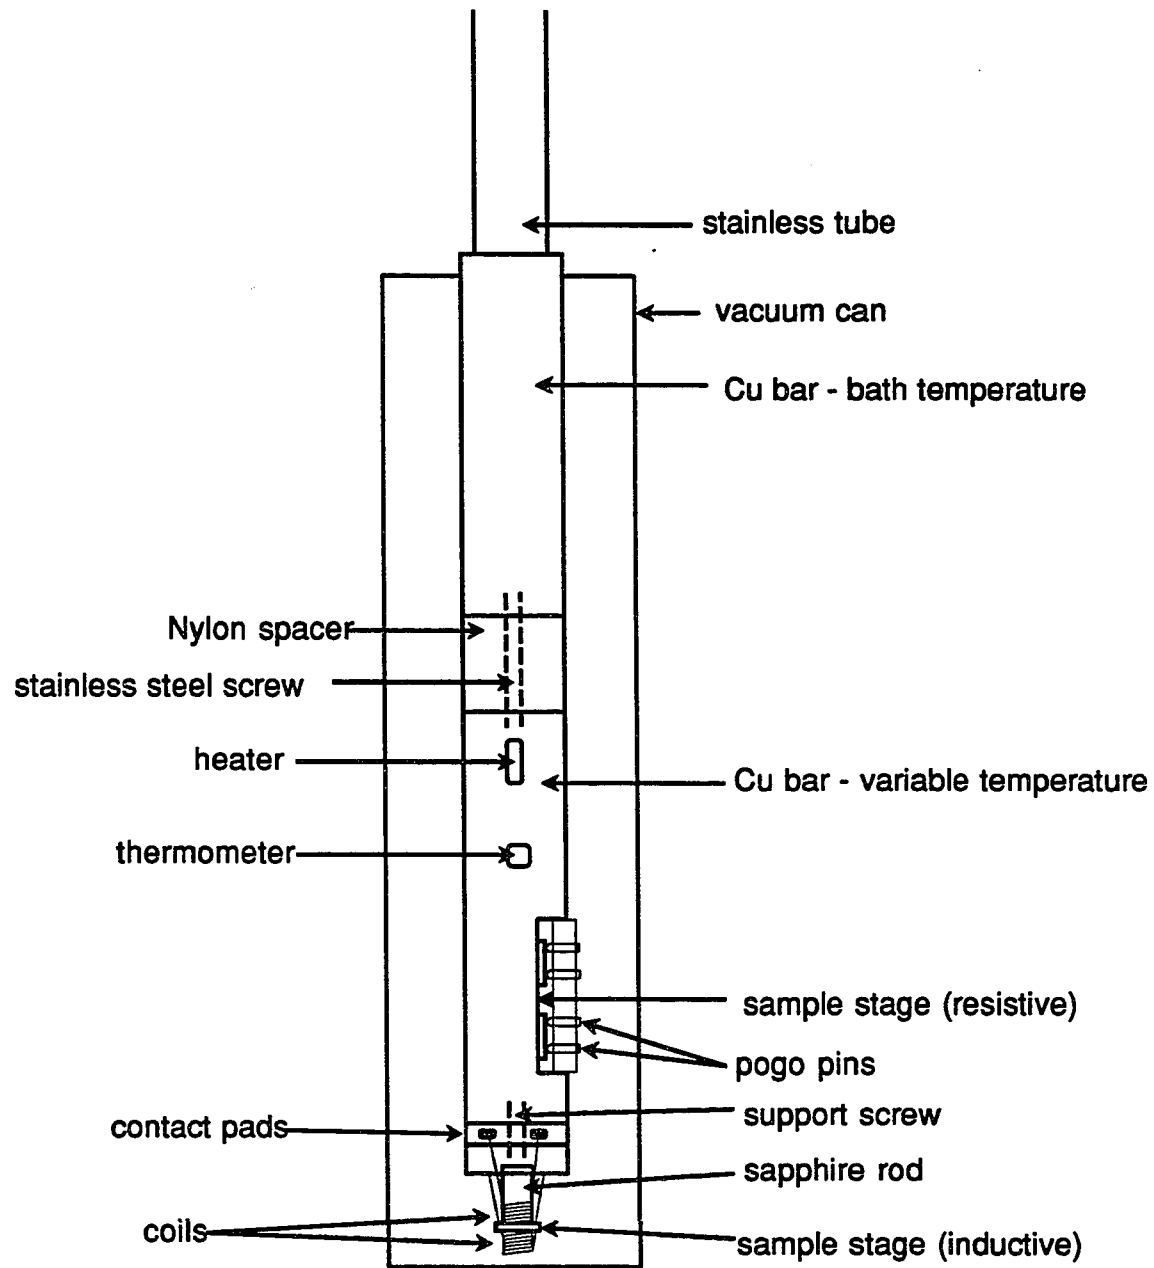 stainless tube
vacuum can
Cu bar - bath temperature
Nylon spacer
stainless steel screw
heater
Cu bar - variable temperature
thermometer
sample stage (resistive)
pogo pins
support screw
contact pads
sapphire rod
coils
sample stage (inductive)